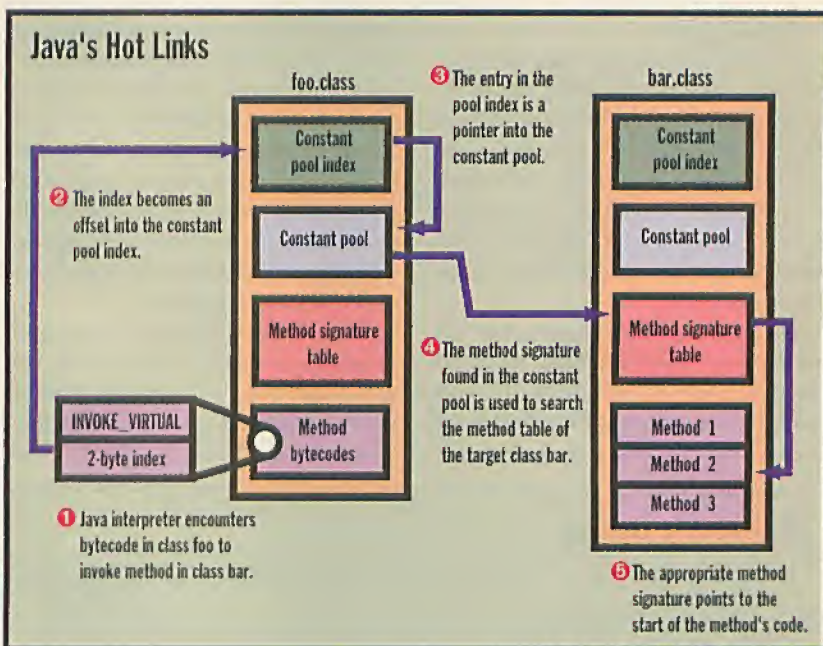 Java's Hot Links
foo.class
Constant
pool index
Constant pool
Method signature
table
Method
bytecodes
INVOKE_VIRTUAL
2-byte index
❶ Java interpreter encounters
bytecode in class foo to
invoke method in class bar.
❷ The index becomes an
offset into the constant
pool index.
❸ The entry in the
pool index is a
pointer into the
constant pool.
❹ The method signature
found in the constant
pool is used to search
the method table of
the target class bar.
bar.class
Constant
pool index
Constant pool
Method signature
table
Method 1
Method 2
Method 3
❺ The appropriate method
signature points to the
start of the method's code.